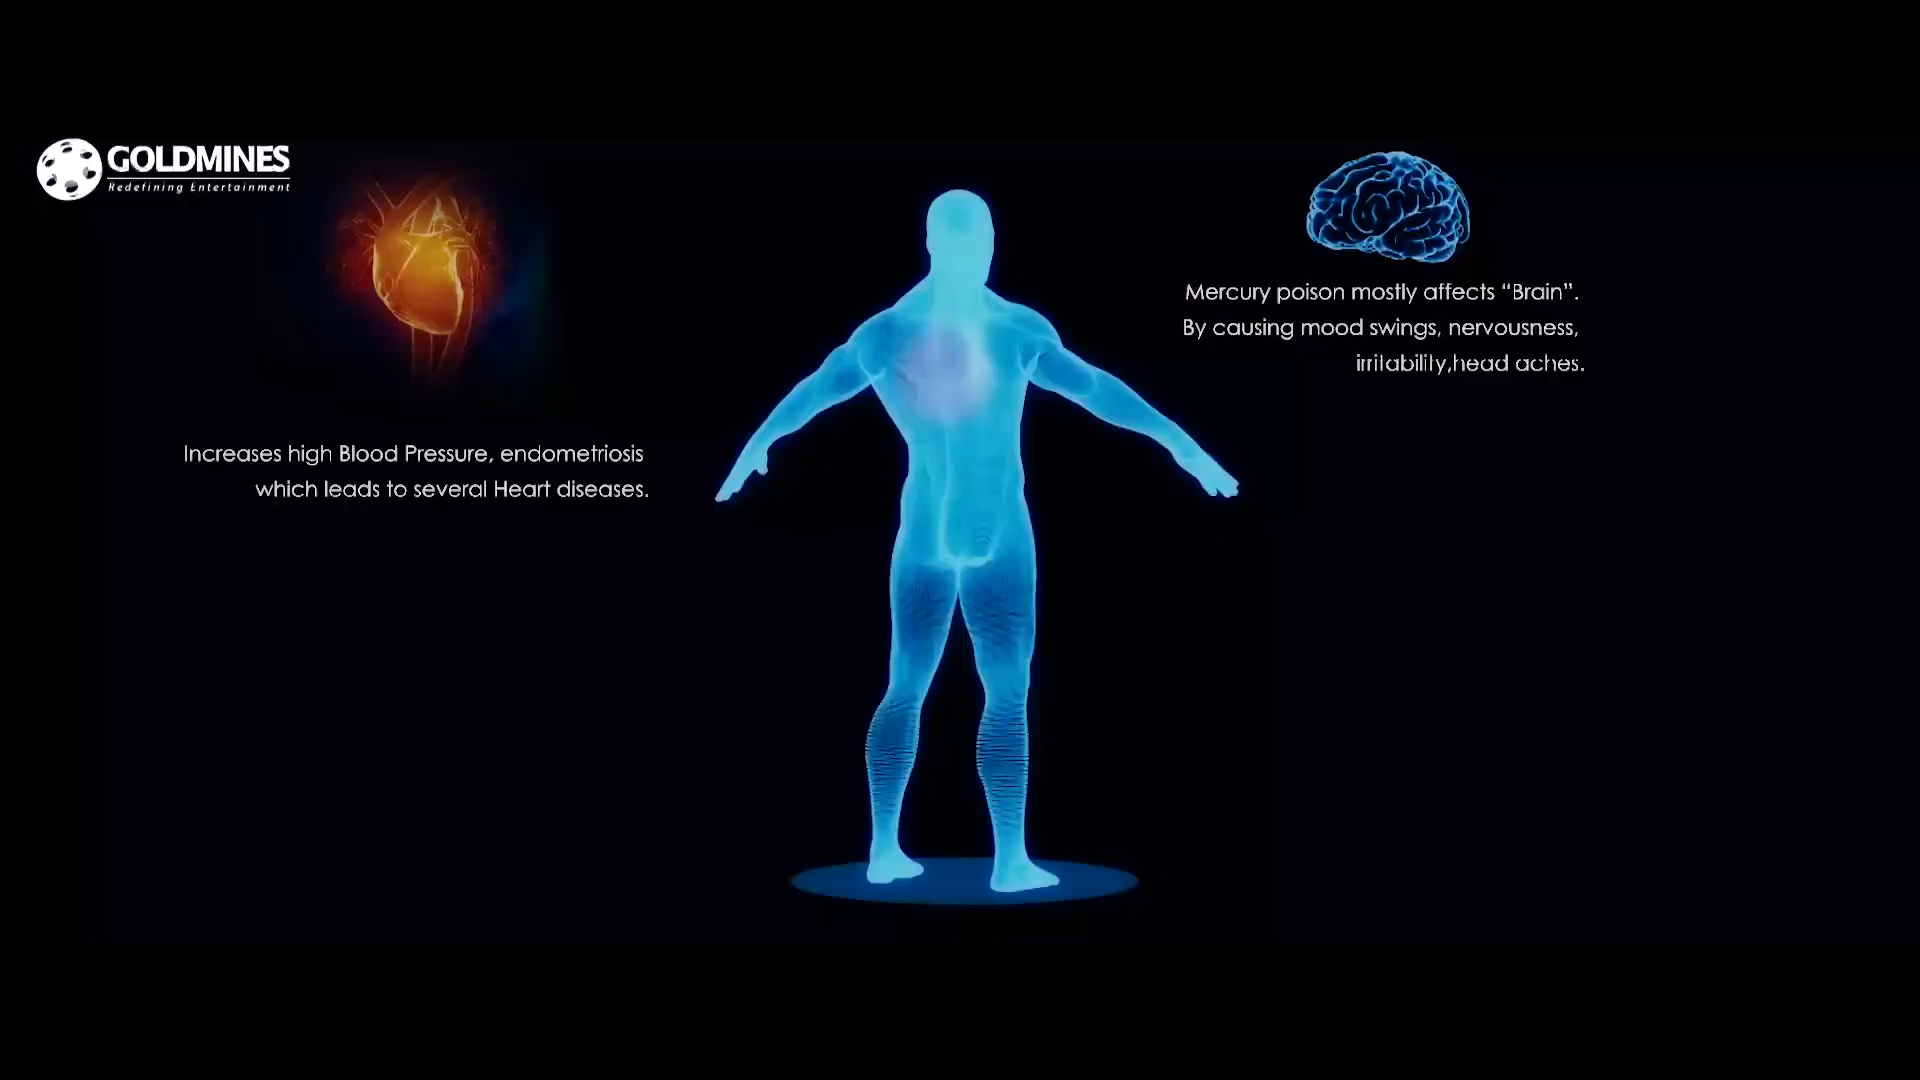 GOLDMINES
Redefining Entertainment
Mercury poison mostly affects “Brain”.
By causing mood swings, nervousness,
irritability,head aches.
Increases high Blood Pressure, endometriosis
which leads to several Heart diseases.